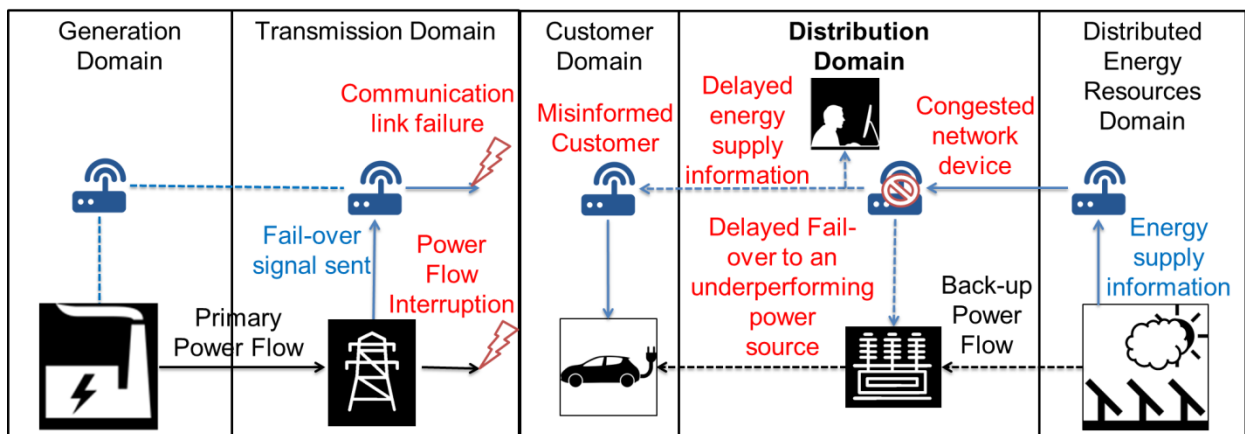 Generation
Domain
Transmission Domain
Customer
Domain
Distribution
Domain
Distributed
Energy
Resources
Domain
Communication
link failure
Misinformed
Customer
Delayed
energy
supply
information
Congested
network
device
Fail-over
signal sent
Power
Flow
Interruption
Delayed Fail-
over to an
underperforming
power
source
Energy
supply
information
Primary
Power Flow
Back-up
Power
Flow